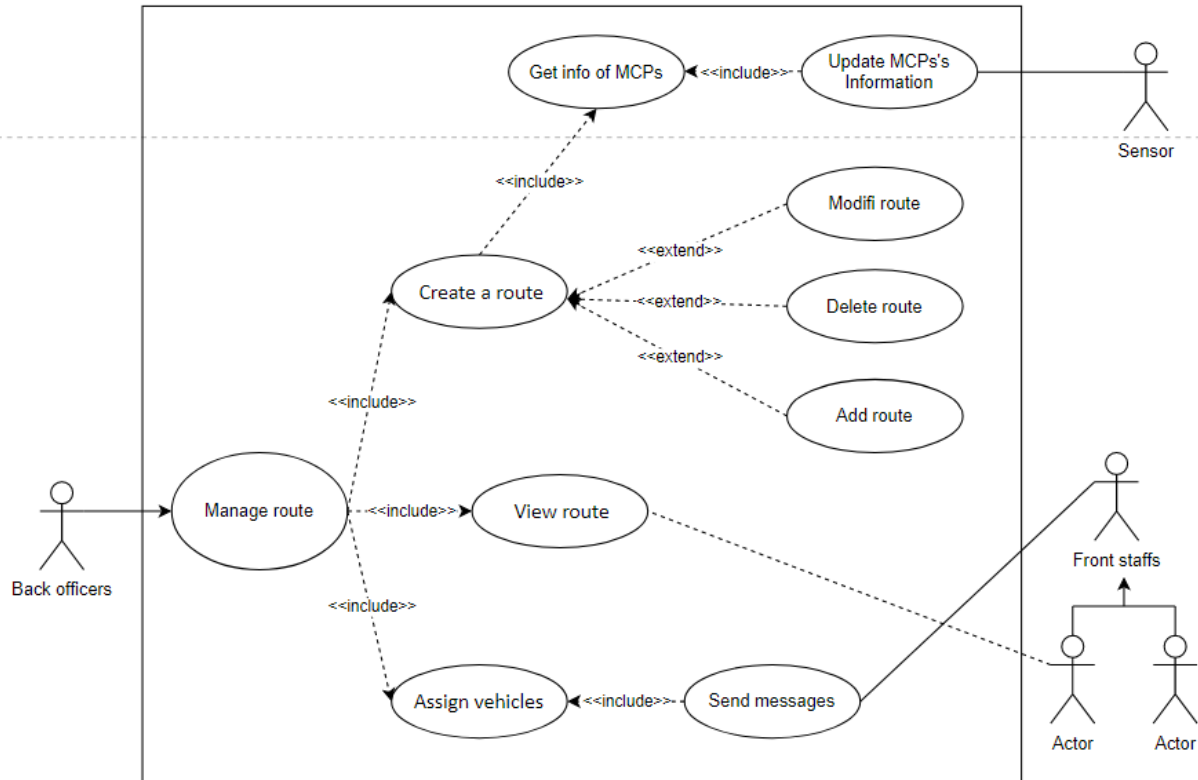 Get info of MCPs
<<include>>
Update MCPs's
Information
Sensor
<<include>>
Modifi route
<<extend>>
Create a route
<<extend>>
Delete route
<<extend>>
<<include>>
Add route
Manage route
<<include>>
View route
Front staffs
Back officers
<<include>>
Assign vehicles
<<include>>
Send messages
Actor
Actor